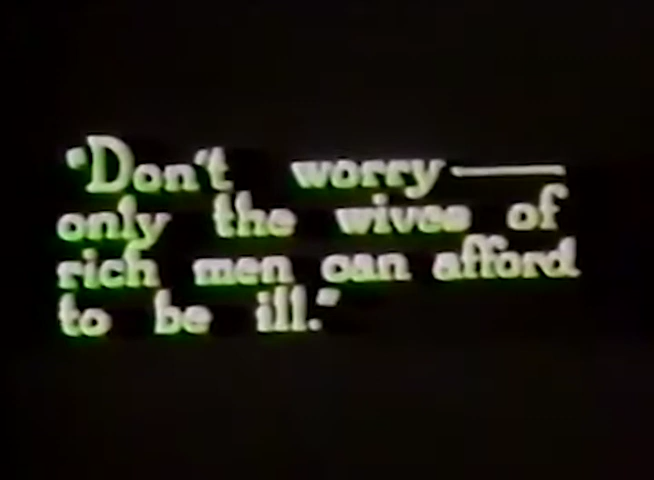 "Don't worry——
only the wives of
rich men can afford
to be ill."